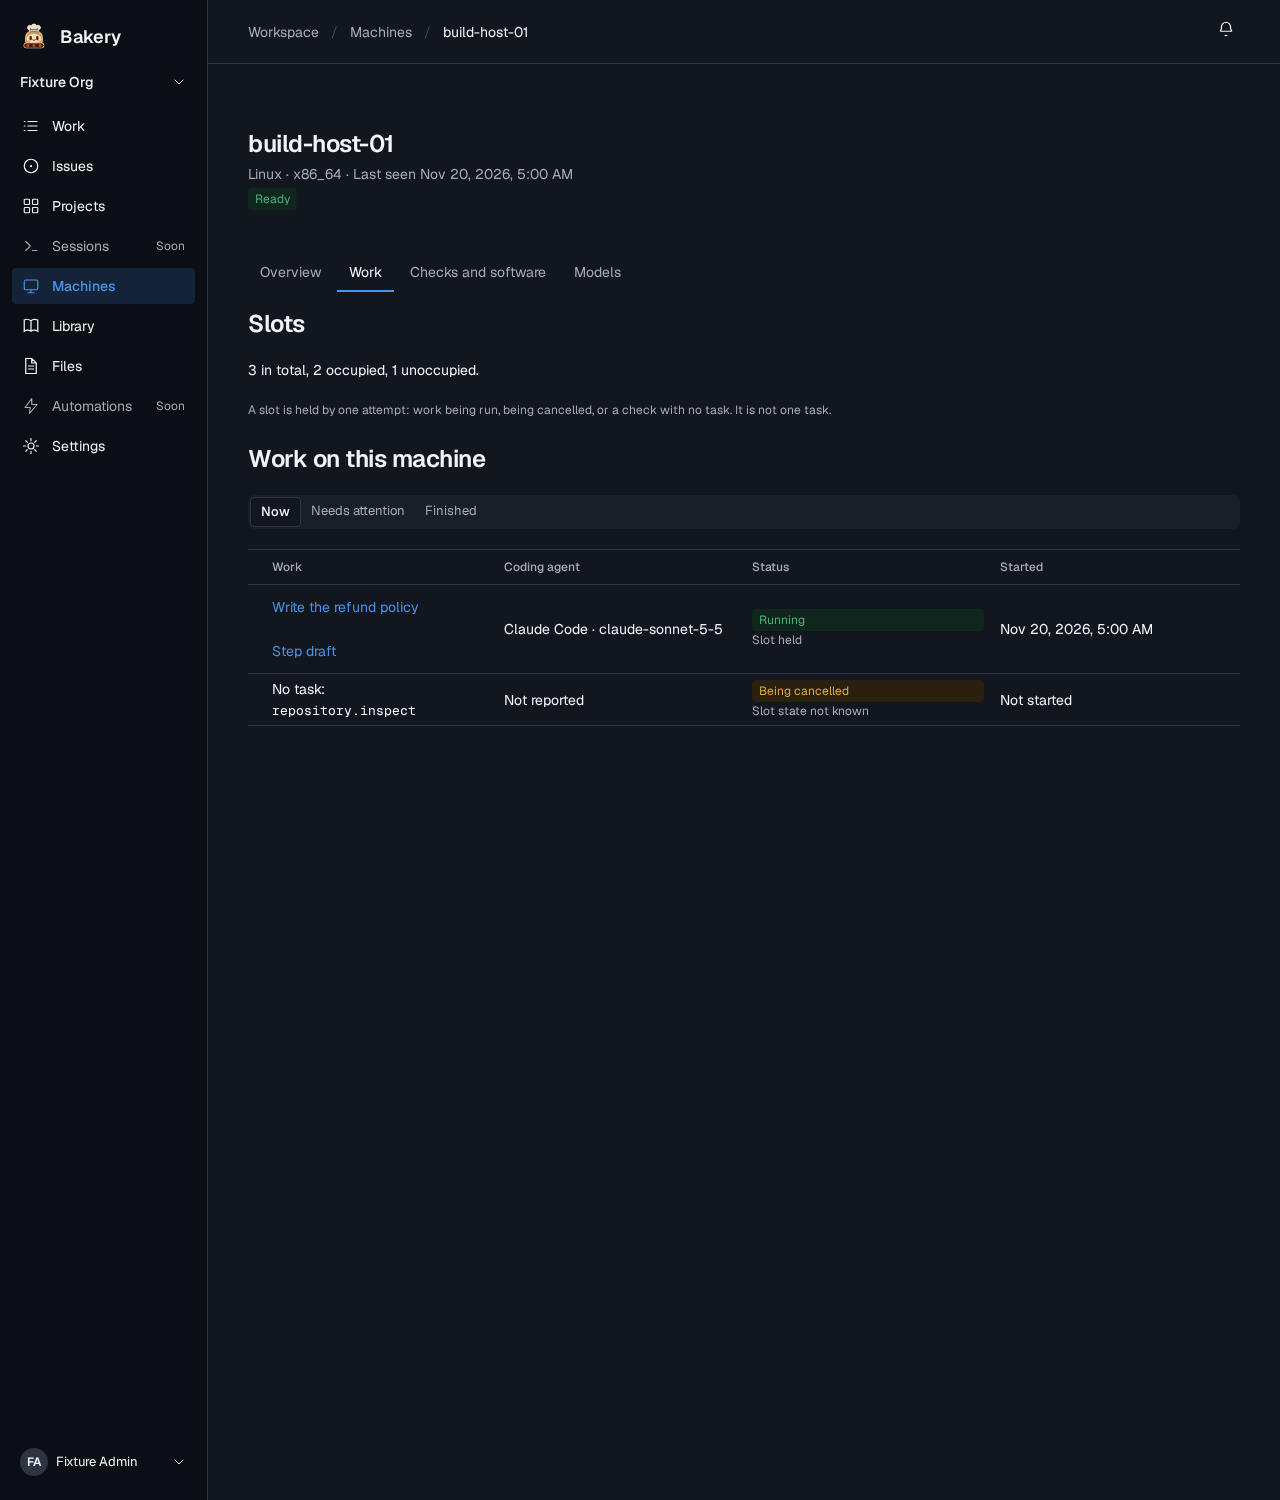 Bakery
Fixture Org
Work
Issues
Projects
Sessions Soon
Machines
Library
Files
Automations Soon
Settings
FA Fixture Admin
Workspace / Machines / build-host-01
build-host-01
Linux · x86_64 · Last seen Nov 20, 2026, 5:00 AM
Ready
Overview Work Checks and software Models
Slots
3 in total, 2 occupied, 1 unoccupied.
A slot is held by one attempt: work being run, being cancelled, or a check with no task. It is not one task.
Work on this machine
Now Needs attention Finished
Work Coding agent Status Started
Write the refund policy
Step draft
Claude Code · claude-sonnet-5-5
Running
Slot held
Nov 20, 2026, 5:00 AM
No task:
repository.inspect
Not reported
Being cancelled
Slot state not known
Not started